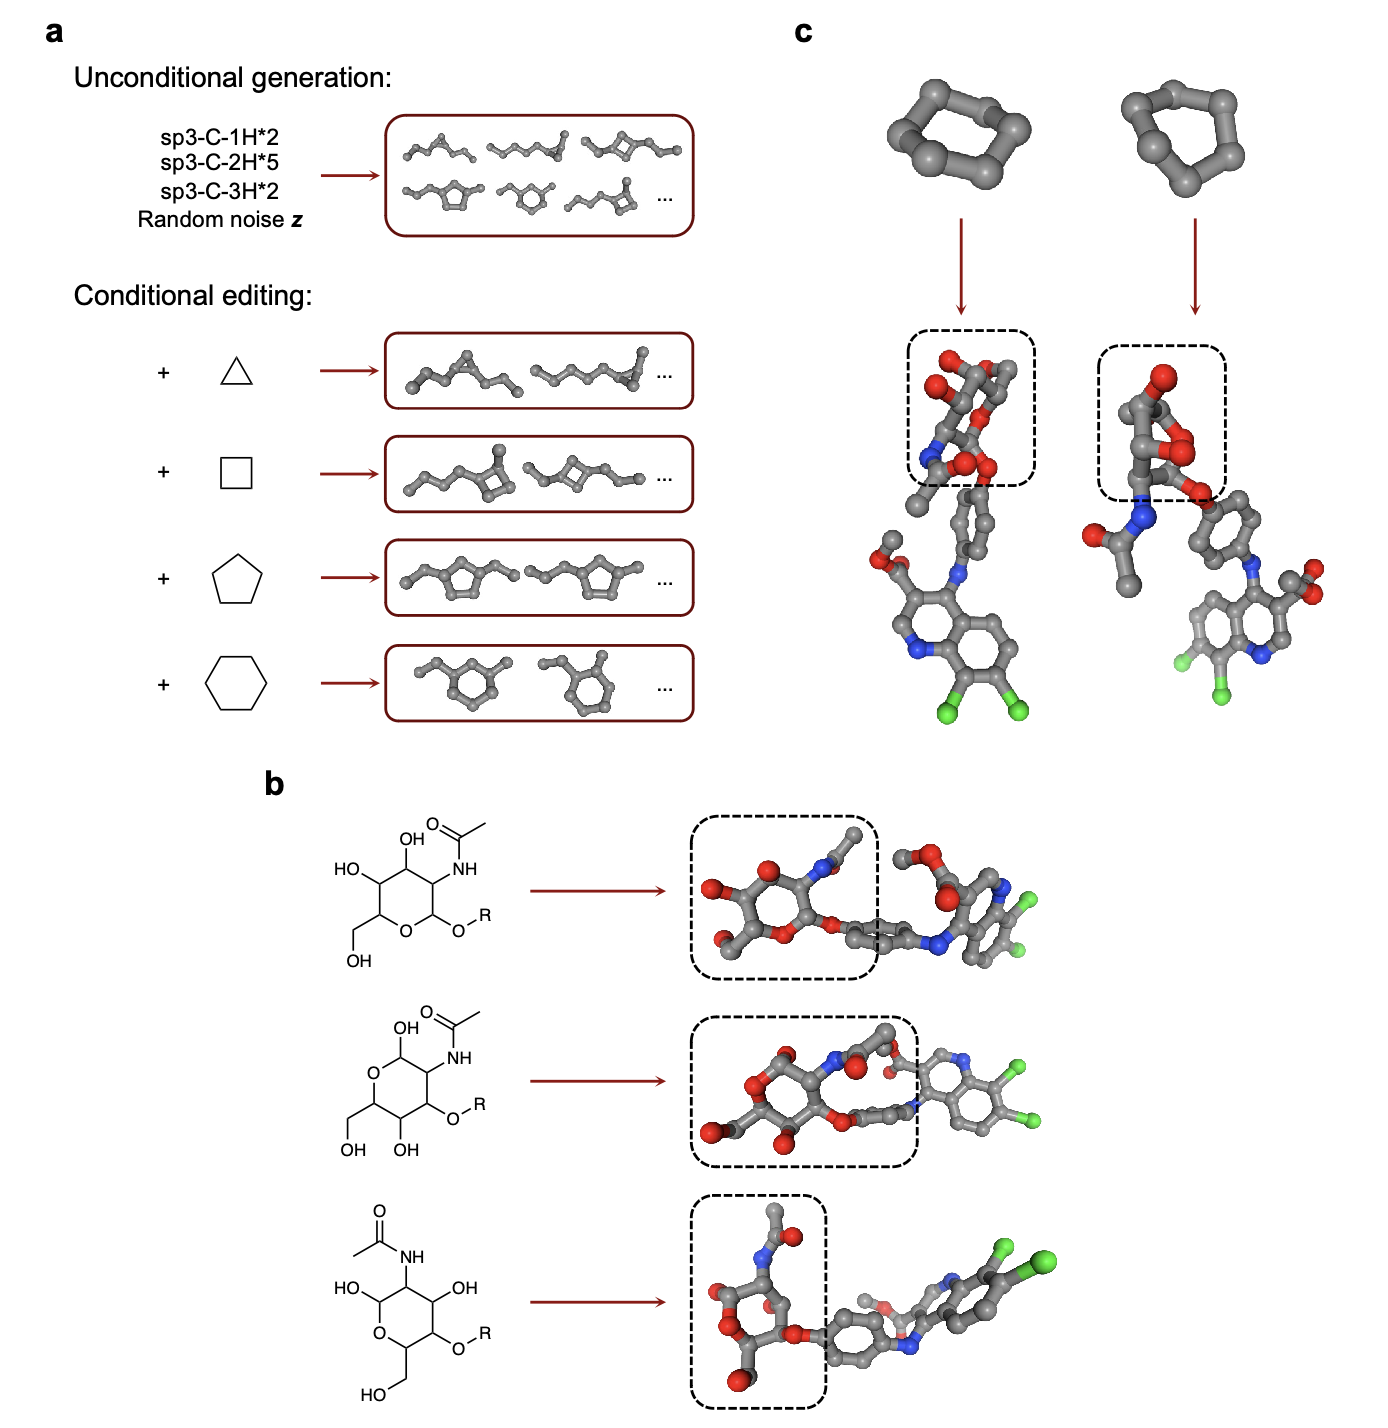 a
Unconditional generation:
sp3-C-1H*2
sp3-C-2H*5
sp3-C-3H*2
Random noise z
...
Conditional editing:
+
...
+
...
+
...
+
...
c
b
O
OH
HO
NH
O
O
R
OH
O
OH
NH
O
O
R
OH
OH
O
NH
HO
OH
O
O
R
HO